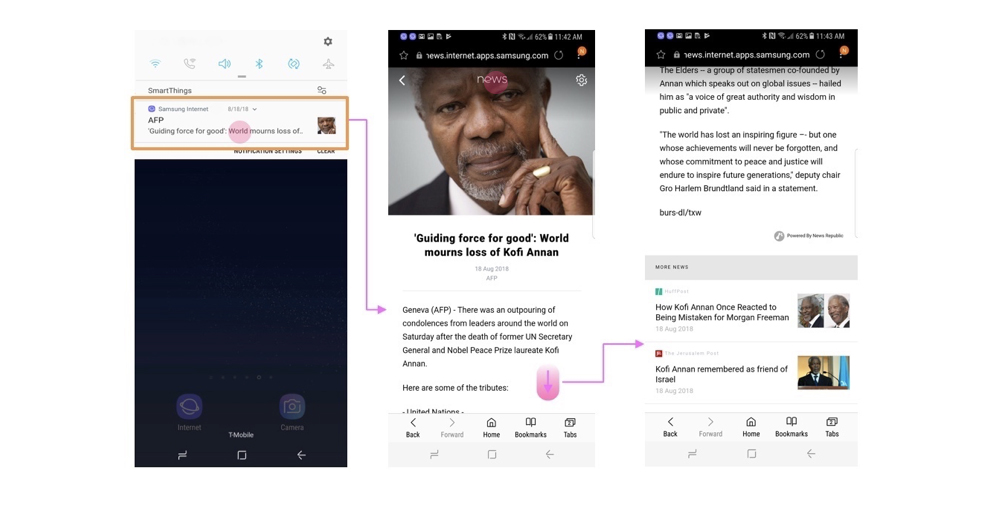 SmartThings
Samsung Internet 8/18/18
AFP
'Guiding force for good': World mourns loss of..
NOTIFICATION SETTINGS CLEAR
Internet
Camera
T-Mobile
62% 11:42 AM
news.internet.apps.samsung.com
N
news
'Guiding force for good': World
mourns loss of Kofi Annan
18 Aug 2018
AFP
Geneva (AFP) - There was an outpouring of
condolences from leaders around the world on
Saturday after the death of former UN Secretary
General and Nobel Peace Prize laureate Kofi
Annan.
Here are some of the tributes:
- United Nations -
Back
Forward
Home
Bookmarks
Tabs
62% 11:43 AM
news.internet.apps.samsung.com
N
The Elders -- a group of statesmen co-founded by
Annan which speaks out on global issues -- hailed
him as "a voice of great authority and wisdom in
public and private".
"The world has lost an inspiring figure –- but one
whose achievements will never be forgotten, and
whose commitment to peace and justice will
endure to inspire future generations," deputy chair
Gro Harlem Brundtland said in a statement.
burs-dl/txw
Powered By News Republic
MORE NEWS
HuffPost
How Kofi Annan Once Reacted to
Being Mistaken for Morgan Freeman
18 Aug 2018
The Jerusalem Post
Kofi Annan remembered as friend of
Israel
18 Aug 2018
Back
Forward
Home
Bookmarks
Tabs